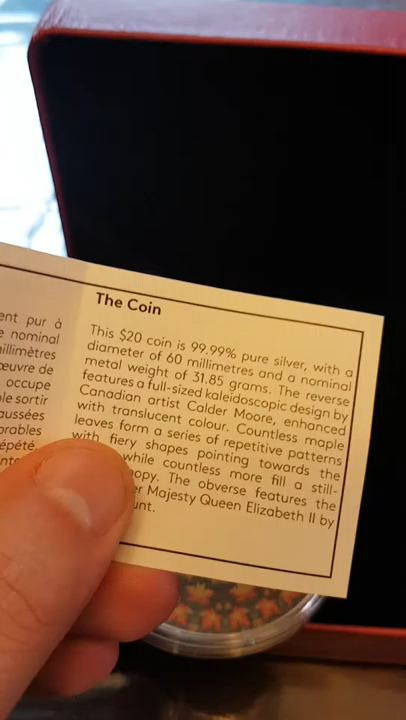 ent pur à
e nominal
illimètres
œuvre de
occupe
le sortir
aussées
orables
épété
The Coin
This $20 coin is 99.99% pure silver, with a
diameter of 60 millimetres and a nominal
metal weight of 31.85 grams. The reverse
features a full-sized kaleidoscopic design by
Canadian artist Calder Moore, enhanced
with translucent colour. Countless maple
leaves form a series of repetitive patterns
with fiery shapes pointing towards the
while countless more fill a still-
opy. The obverse features the
er Majesty Queen Elizabeth II by
unt.